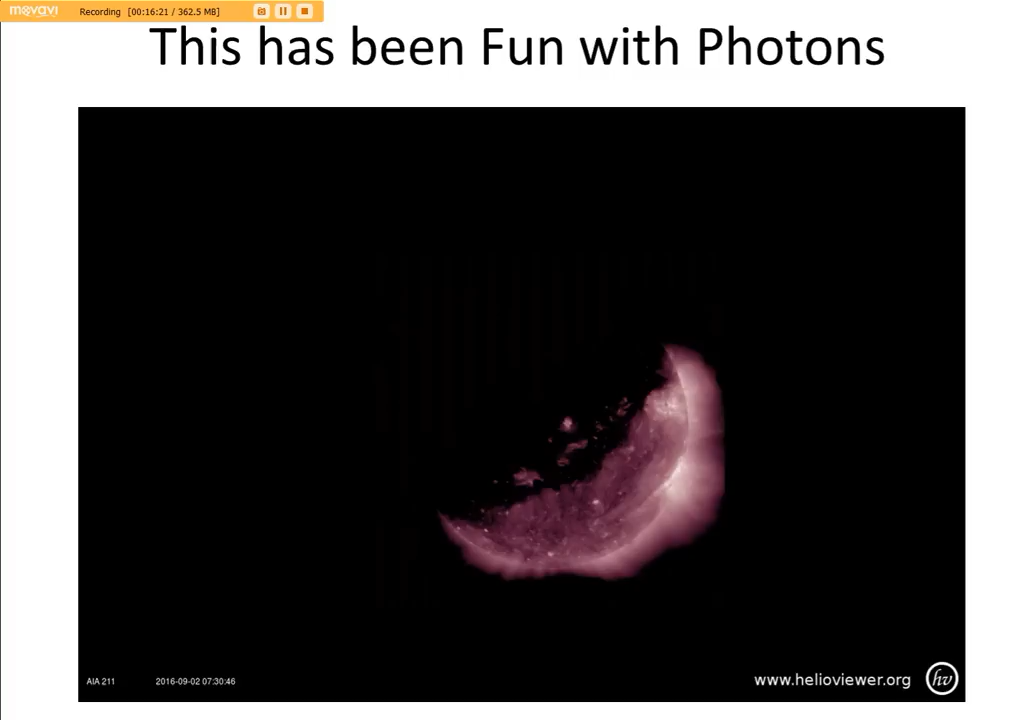 movavi Recording [00:16:21 / 362.5 MB]
This has been Fun with Photons
AIA 211 2016-09-02 07:30:46
www.helioviewer.org hv